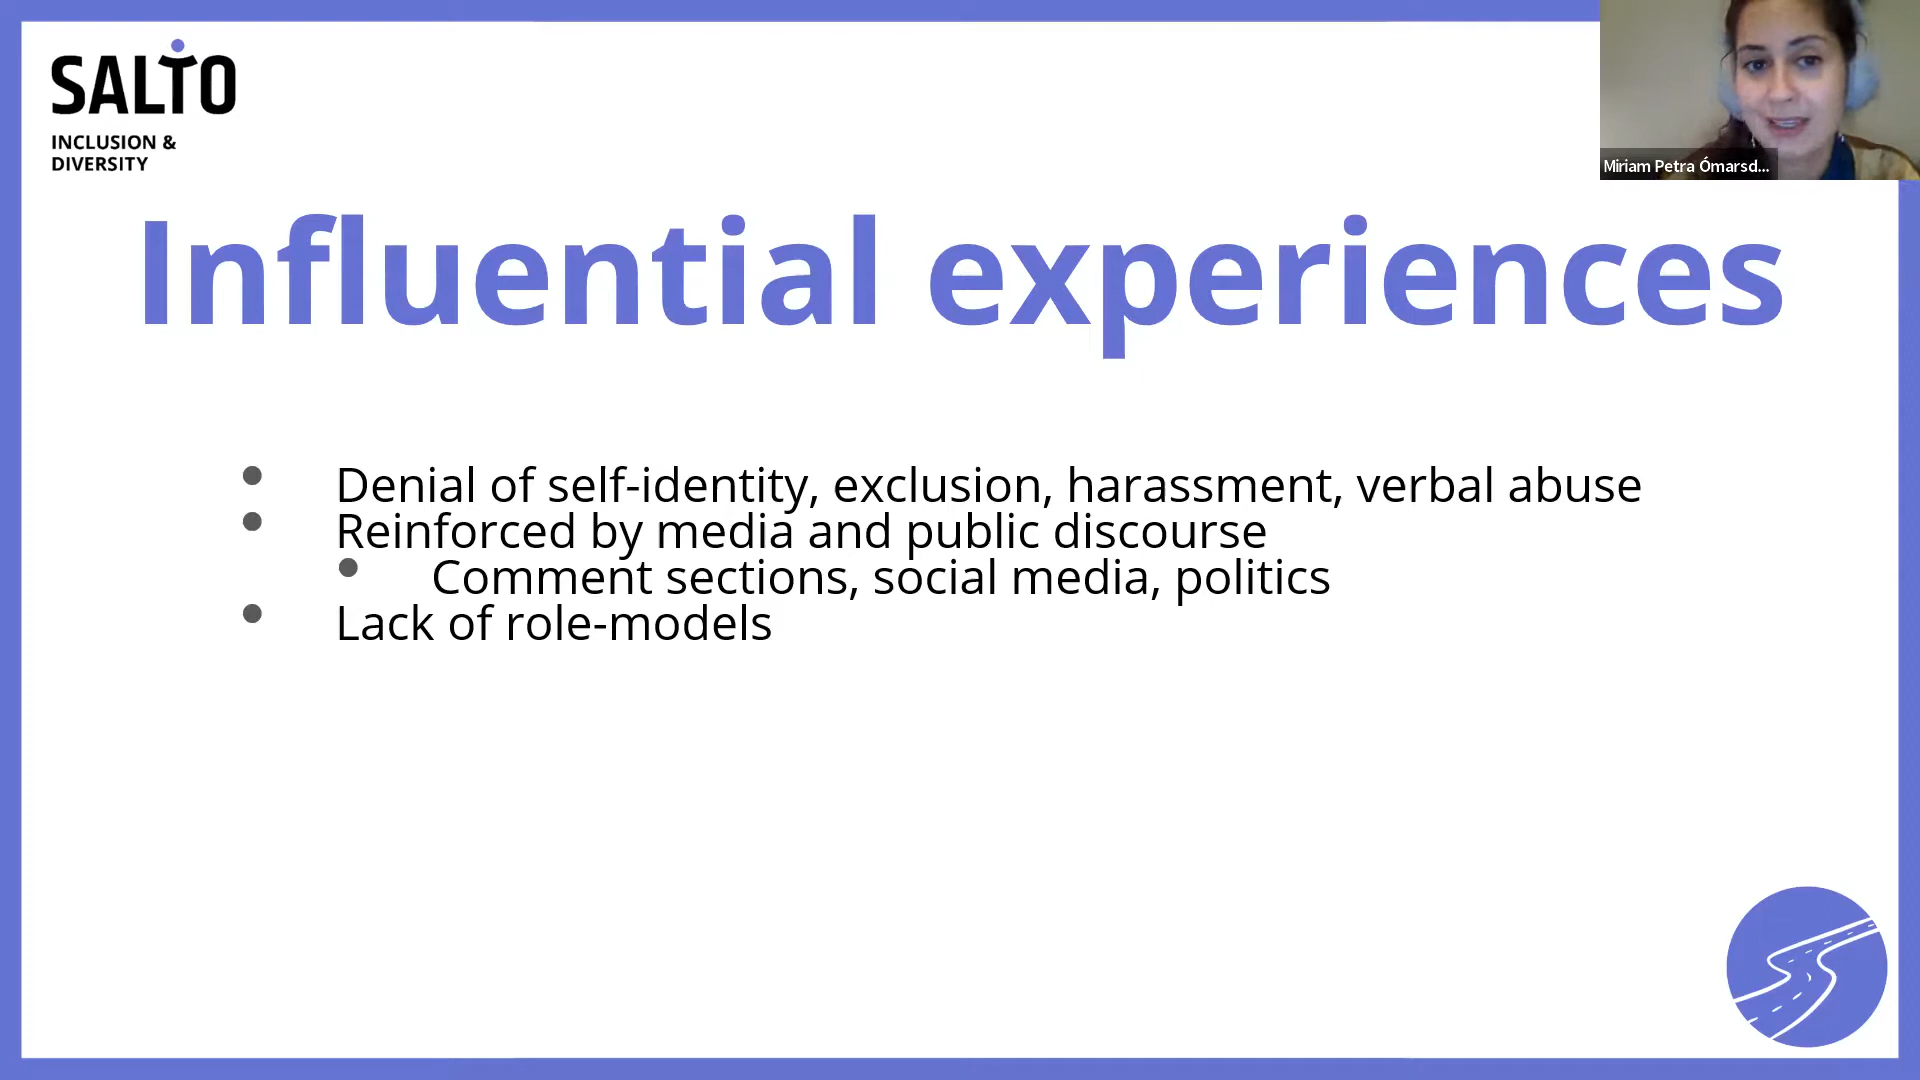 SALTO
INCLUSION &
DIVERSITY
Miriam Petra Ómarsd...
Influential experiences
Denial of self-identity, exclusion, harassment, verbal abuse
Reinforced by media and public discourse
Comment sections, social media, politics
Lack of role-models